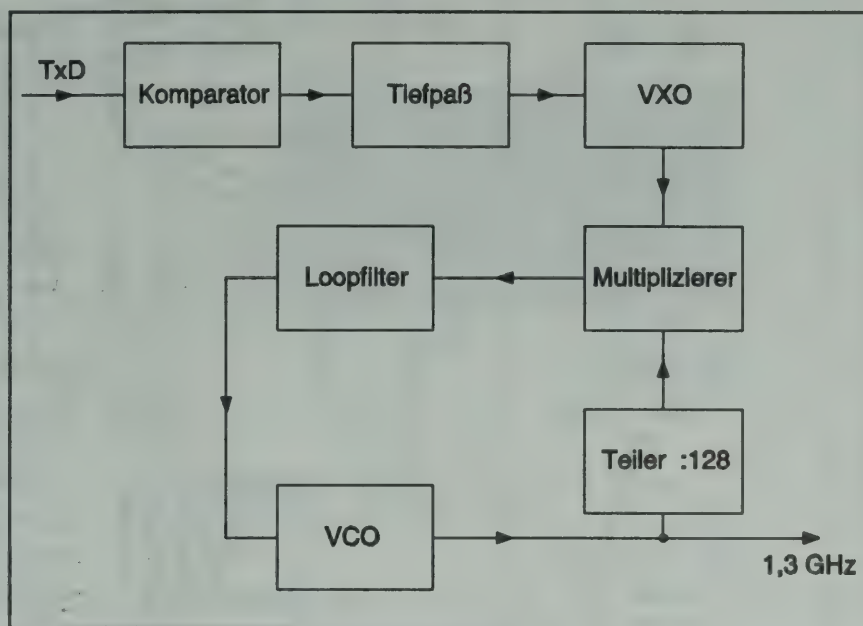 TxD
Komparator
Tiefpaß
VXO
Loopfilter
Multiplizierer
Teiler :128
VCO
1,3 GHz